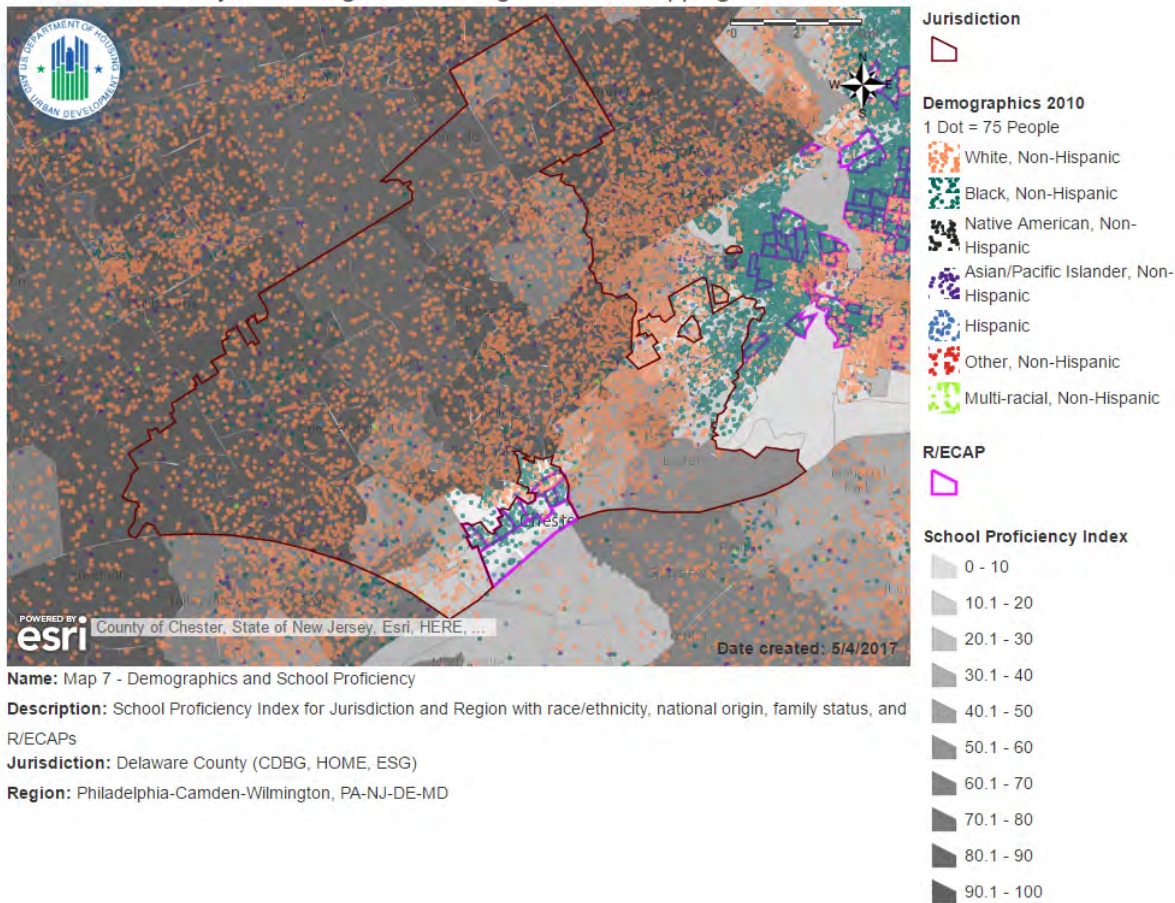 U.S. DEPARTMENT OF HOUSING
AND URBAN DEVELOPMENT
N
W E
S
0
Chester
POWERED BY
esri
County of Chester, State of New Jersey, Esri, HERE, ...
Date created: 5/4/2017
Name: Map 7 - Demographics and School Proficiency
Description: School Proficiency Index for Jurisdiction and Region with race/ethnicity, national origin, family status, and
R/ECAPs
Jurisdiction: Delaware County (CDBG, HOME, ESG)
Region: Philadelphia-Camden-Wilmington, PA-NJ-DE-MD
Jurisdiction
Demographics 2010
1 Dot = 75 People
White, Non-Hispanic
Black, Non-Hispanic
Native American, Non-
Hispanic
Asian/Pacific Islander, Non-
Hispanic
Hispanic
Other, Non-Hispanic
Multi-racial, Non-Hispanic
R/ECAP
School Proficiency Index
0 - 10
10.1 - 20
20.1 - 30
30.1 - 40
40.1 - 50
50.1 - 60
60.1 - 70
70.1 - 80
80.1 - 90
90.1 - 100